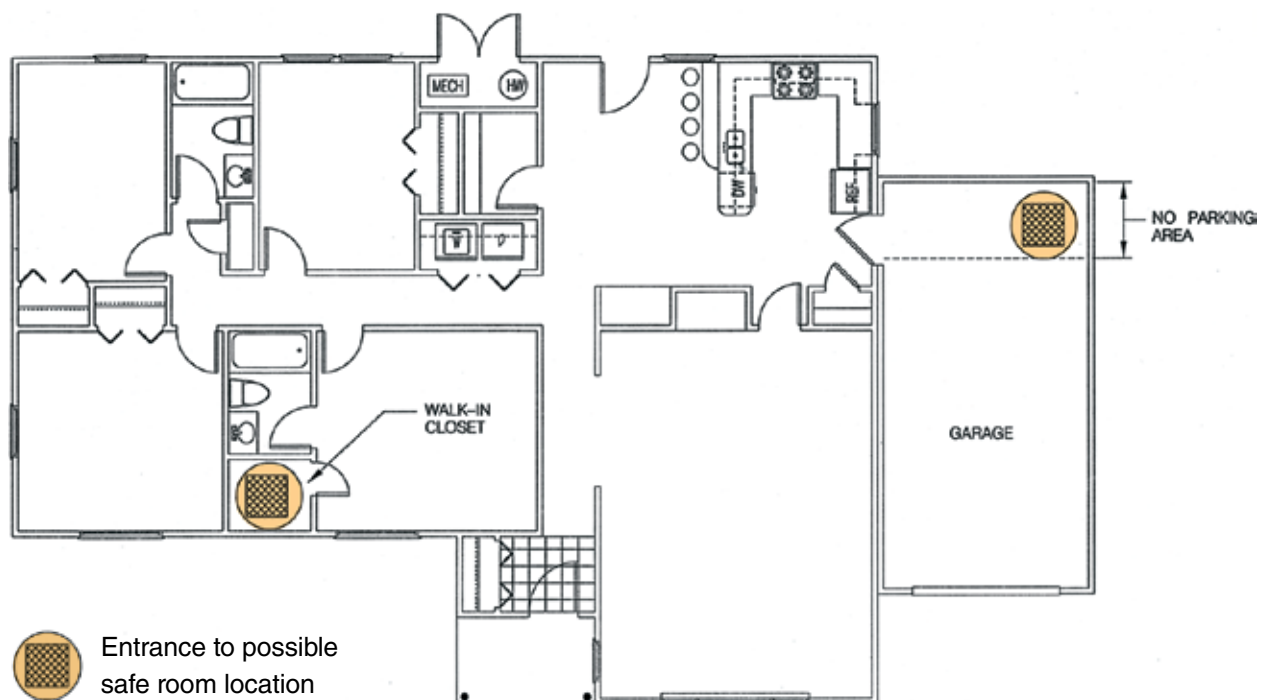 MECH
HW
DW
REF.
NO PARKING
AREA
WALK–IN
CLOSET
GARAGE
Entrance to possible
safe room location